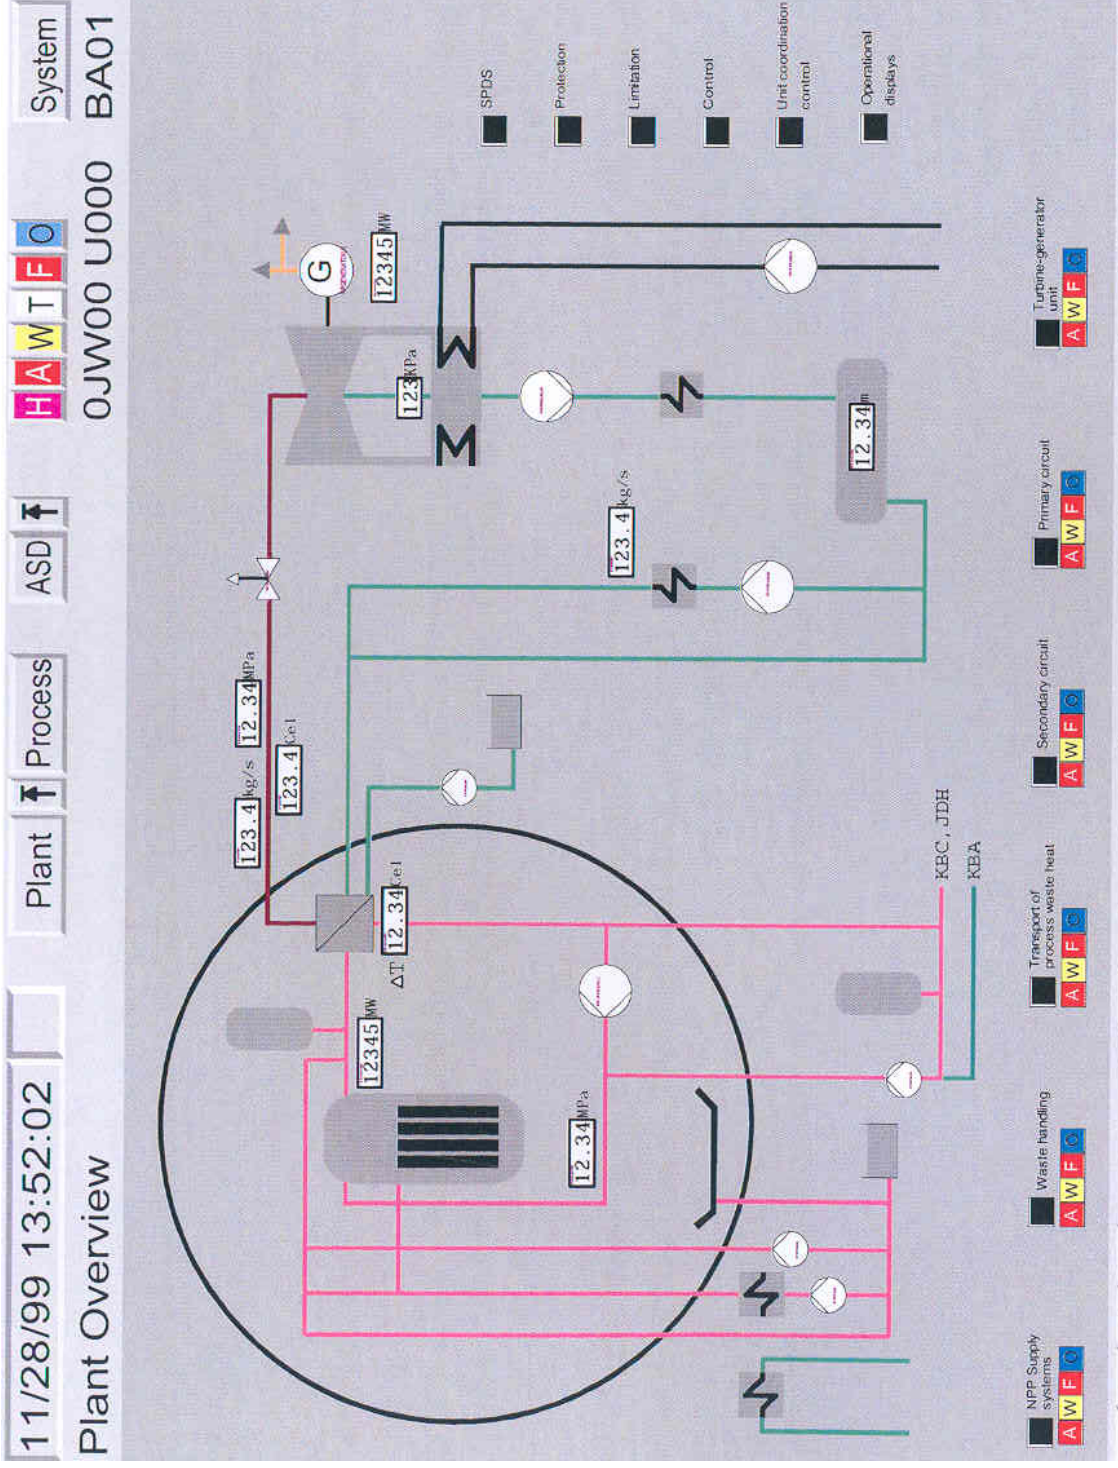 11/28/99 13:52:02
Plant
Process
ASD
H A W T F O
System
Plant Overview
0JW00 U000 BA01
123.4 kg/s
12.34 MPa
123.4 Cel
G
12345 MW
123 KPa
12345 MW
ΔT 12.34 Cel
12.34 MPa
123.4 kg/s
12.34 m
KBC, JDH
KBA
SPDS
Protection
Limitation
Control
Unit coordination
control
Operational
displays
NPP Supply
systems
A W F O
Waste handling
A W F O
Transport of
process waste heat
A W F O
Secondary circuit
A W F O
Primary circuit
A W F O
Turbine-generator
unit
A W F O